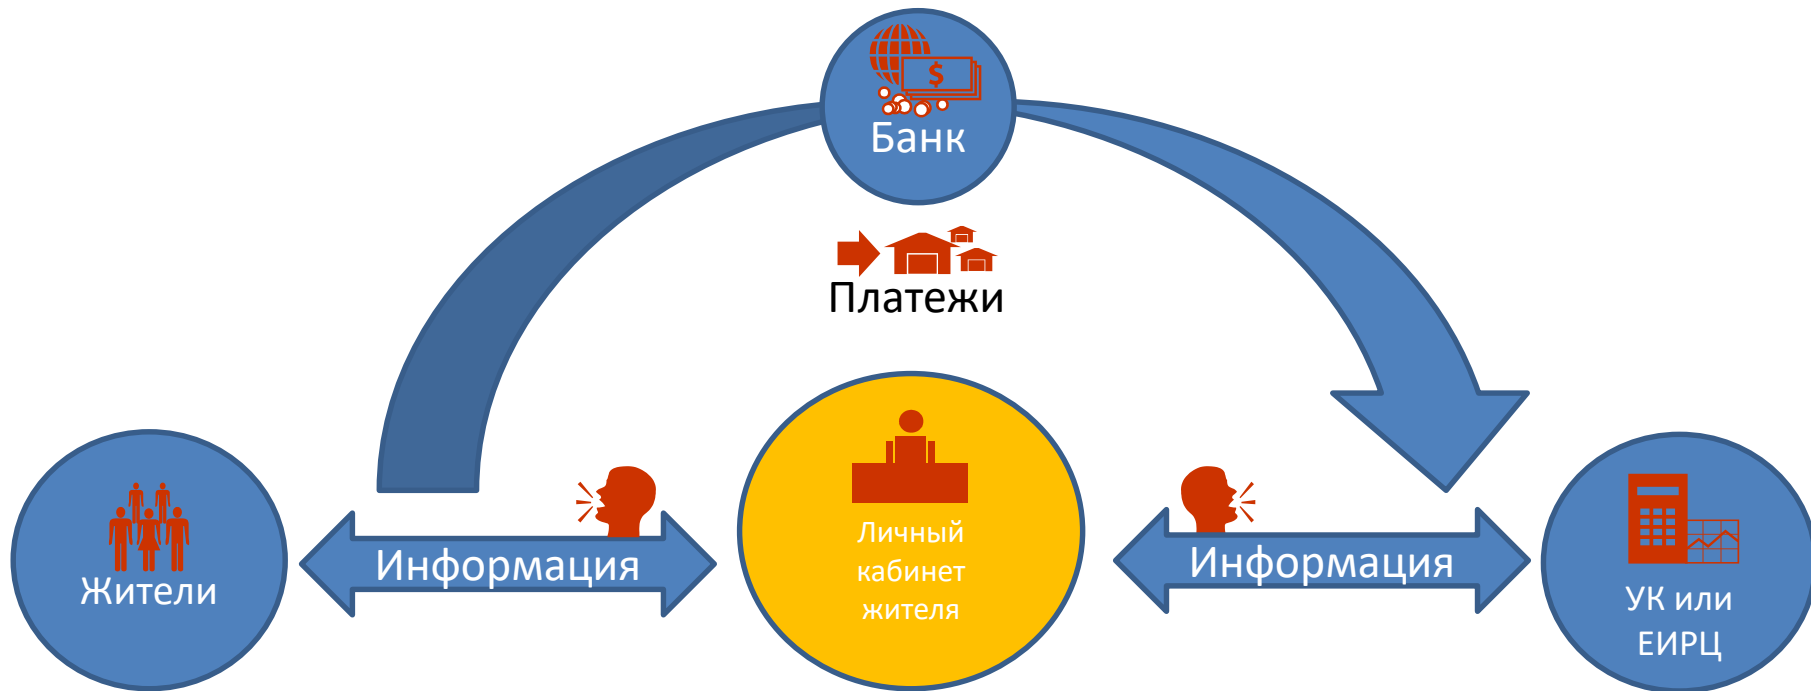 $
Банк
Платежи
Жители
Информация
Личный
кабинет
жителя
Информация
УК или
ЕИРЦ